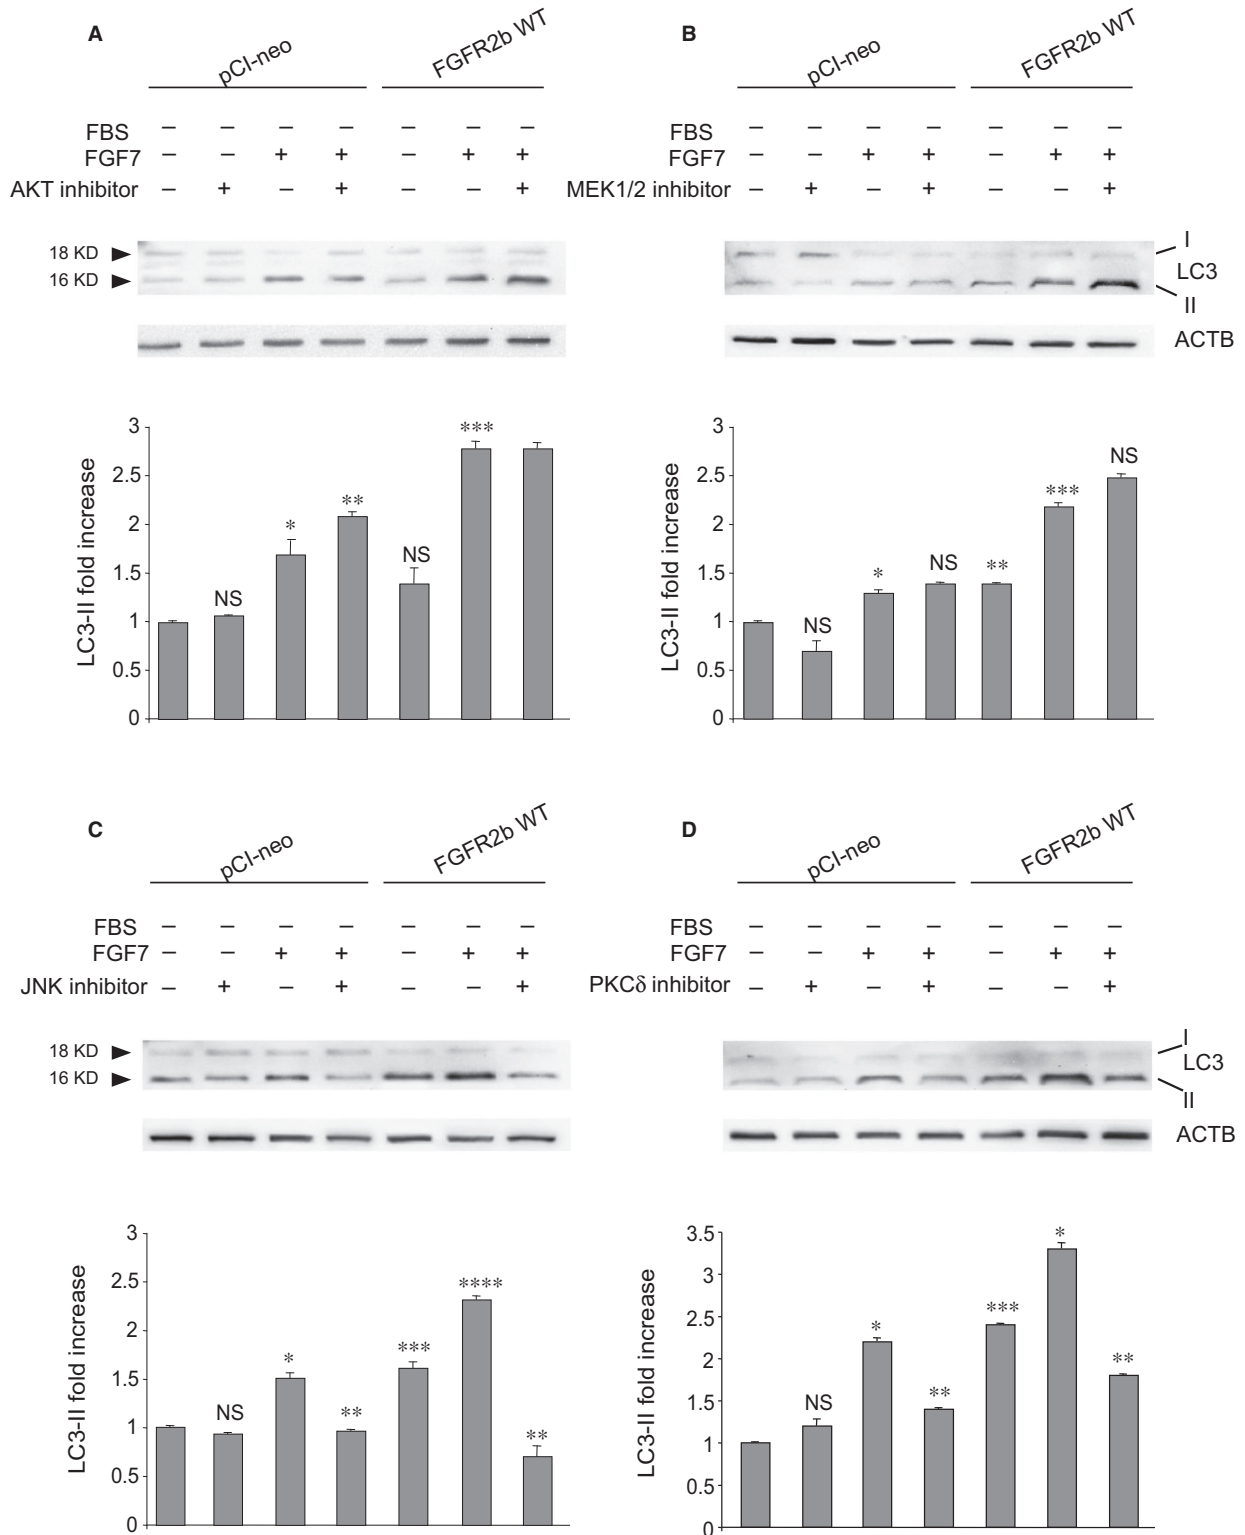 A
pCI-neo
FGFR2b WT
FBS – – – – – – –
FGF7 – – + + – + +
AKT inhibitor – + – + – – +
18 KD
16 KD
3
2.5
2
1.5
1
0.5
0
LC3-II fold increase
NS
*
**
NS
***
B
pCI-neo
FGFR2b WT
FBS – – – – – – –
FGF7 – – + + – + +
MEK1/2 inhibitor – + – + – – +
I
LC3
II
ACTB
3
2.5
2
1.5
1
0.5
0
LC3-II fold increase
NS
*
NS
**
***
NS
C
pCI-neo
FGFR2b WT
FBS – – – – – – –
FGF7 – – + + – + +
JNK inhibitor – + – + – – +
18 KD
16 KD
3
2.5
2
1.5
1
0.5
0
LC3-II fold increase
NS
*
**
***
****
**
D
pCI-neo
FGFR2b WT
FBS – – – – – – –
FGF7 – – + + – + +
PKCδ inhibitor – + – + – – +
I
LC3
II
ACTB
3.5
3
2.5
2
1.5
1
0.5
0
LC3-II fold increase
NS
*
**
***
*
**